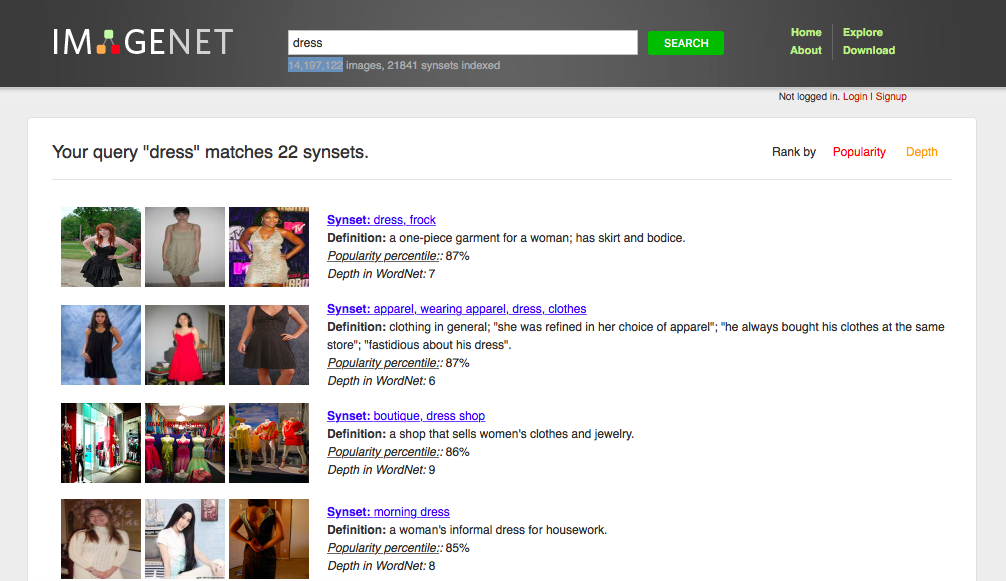 IMAGENET
dress
SEARCH
14,197,122 images, 21841 synsets indexed
Home
Explore
About
Download
Not logged in. Login I Signup
Your query "dress" matches 22 synsets.
Rank by Popularity Depth
Synset: dress, frock
Definition: a one-piece garment for a woman; has skirt and bodice.
Popularity percentile:: 87%
Depth in WordNet: 7
Synset: apparel, wearing apparel, dress, clothes
Definition: clothing in general; "she was refined in her choice of apparel"; "he always bought his clothes at the same
store"; "fastidious about his dress".
Popularity percentile:: 87%
Depth in WordNet: 6
Synset: boutique, dress shop
Definition: a shop that sells women's clothes and jewelry.
Popularity percentile:: 86%
Depth in WordNet: 9
Synset: morning dress
Definition: a woman's informal dress for housework.
Popularity percentile:: 85%
Depth in WordNet: 8